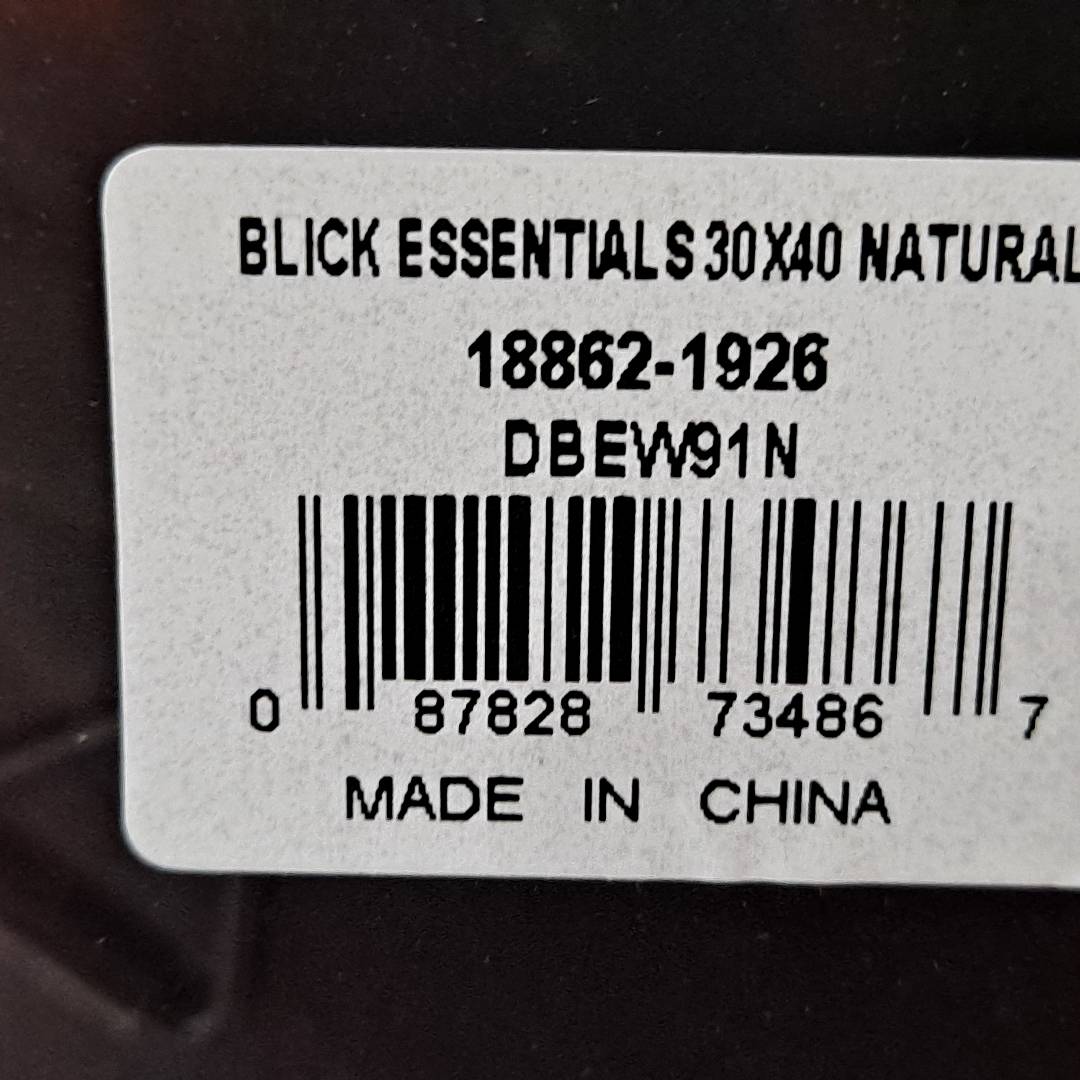 BLICK ESSENTIALS 30X40 NATURAL
18862-1926
DBEW91N
0 87828 73486 7
MADE IN CHINA